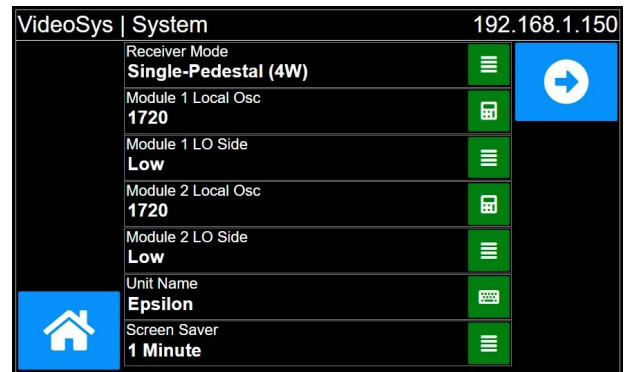 VideoSys | System 192.168.1.150
Receiver Mode
Single-Pedestal (4W)
Module 1 Local Osc
1720
Module 1 LO Side
Low
Module 2 Local Osc
1720
Module 2 LO Side
Low
Unit Name
Epsilon
Screen Saver
1 Minute